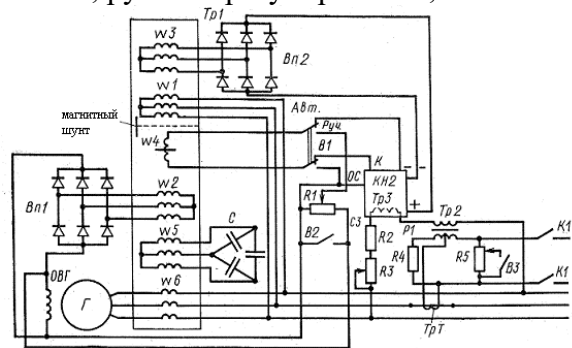 w3
Тр1
Вп2
w1
Авт.
магнитный
шунт
Руч.
w4
В1
К
- -
ОС
КН2
Тр3
+
w2
R1
Вп1
С3
Тр2
w5
С
В2
R2
Р1
К1
R4
R5
В3
ОВГ
w6
R3
К1
Г
ТрТ